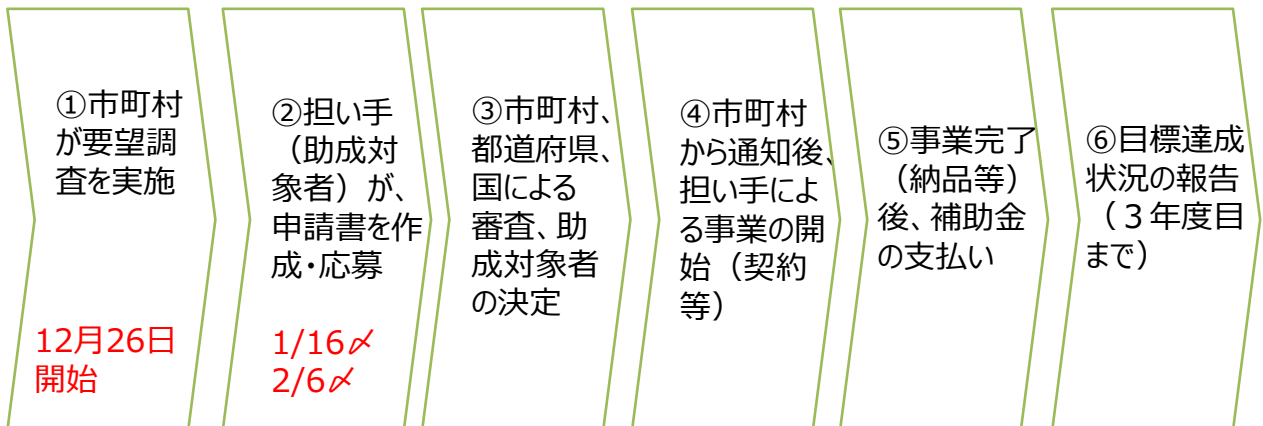 ①市町村
が要望調
査を実施
12月26日
開始
②担い手
（助成対
象者）が、
申請書を作
成・応募
1/16〆
2/6〆
③市町村、
都道府県、
国による
審査、助
成対象者
の決定
④市町村
から通知後、
担い手によ
る事業の開
始（契約
等）
⑤事業完了
（納品等）
後、補助金
の支払い
⑥目標達成
状況の報告
（３年度目
まで）